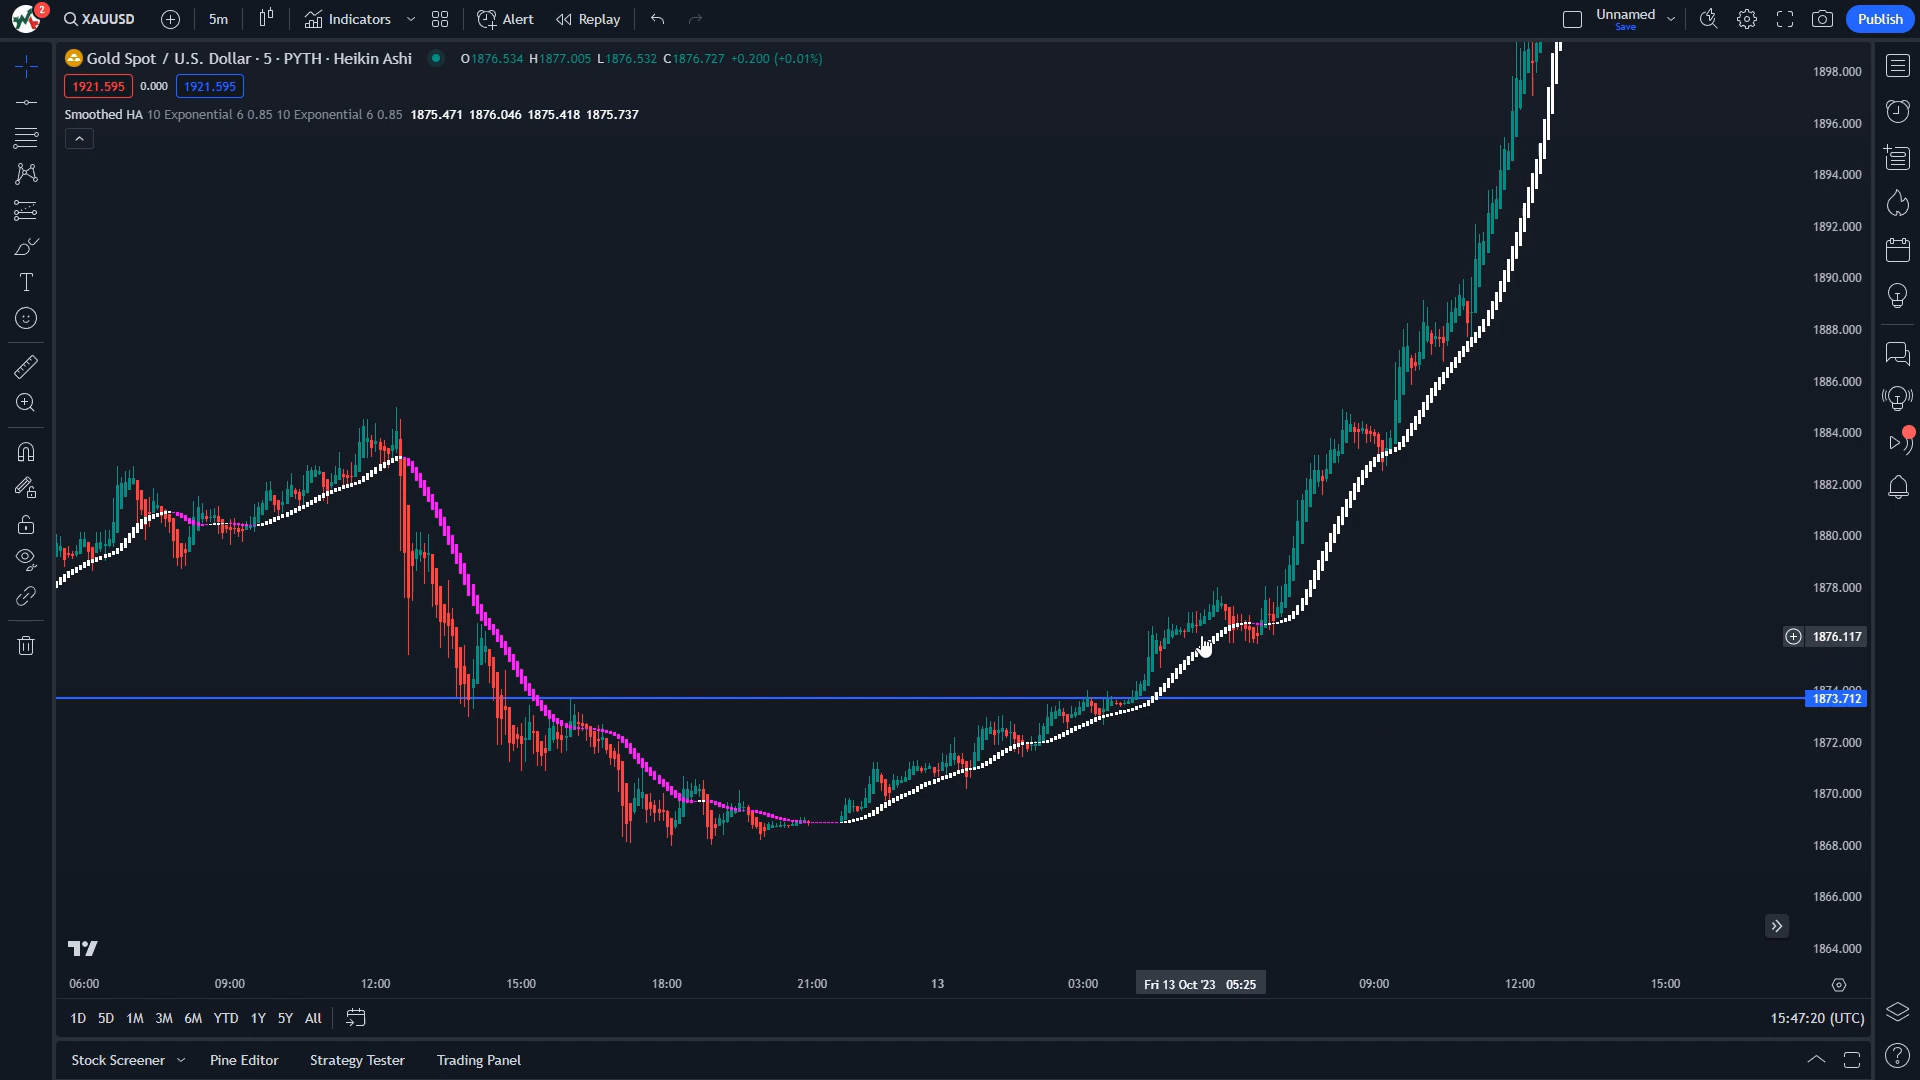 2
XAUUSD 5m Indicators Alert Replay Unnamed Save Publish
Gold Spot / U.S. Dollar · 5 · PYTH · Heikin Ashi O1876.534 H1877.005 L1876.532 C1876.727 +0.200 (+0.01%)
1921.595 0.000 1921.595
Smoothed HA 10 Exponential 6 0.85 10 Exponential 6 0.85 1875.471 1876.046 1875.418 1875.737
1898.000
1896.000
1894.000
1892.000
1890.000
1888.000
1886.000
1884.000
1882.000
1880.000
1878.000
1876.117
1873.712
1872.000
1870.000
1868.000
1866.000
1864.000
06:00 09:00 12:00 15:00 18:00 21:00 13 03:00 Fri 13 Oct '23 05:25 09:00 12:00 15:00
1D 5D 1M 3M 6M YTD 1Y 5Y All 15:47:20 (UTC)
Stock Screener Pine Editor Strategy Tester Trading Panel